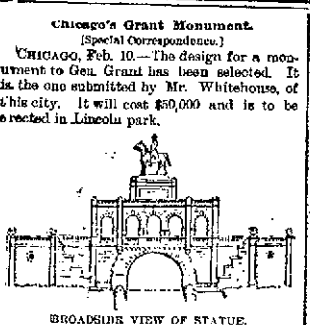 Chicago's Grant Monument.
[Special Correspondence.]
CHICAGO, Feb. 10.—The design for a mon-
ument to Gen. Grant has been selected. It
is the one submitted by Mr. Whitehouse, of
this city. It will cost $50,000 and is to be
erected in Lincoln park.
BROADSIDE VIEW OF STATUE.